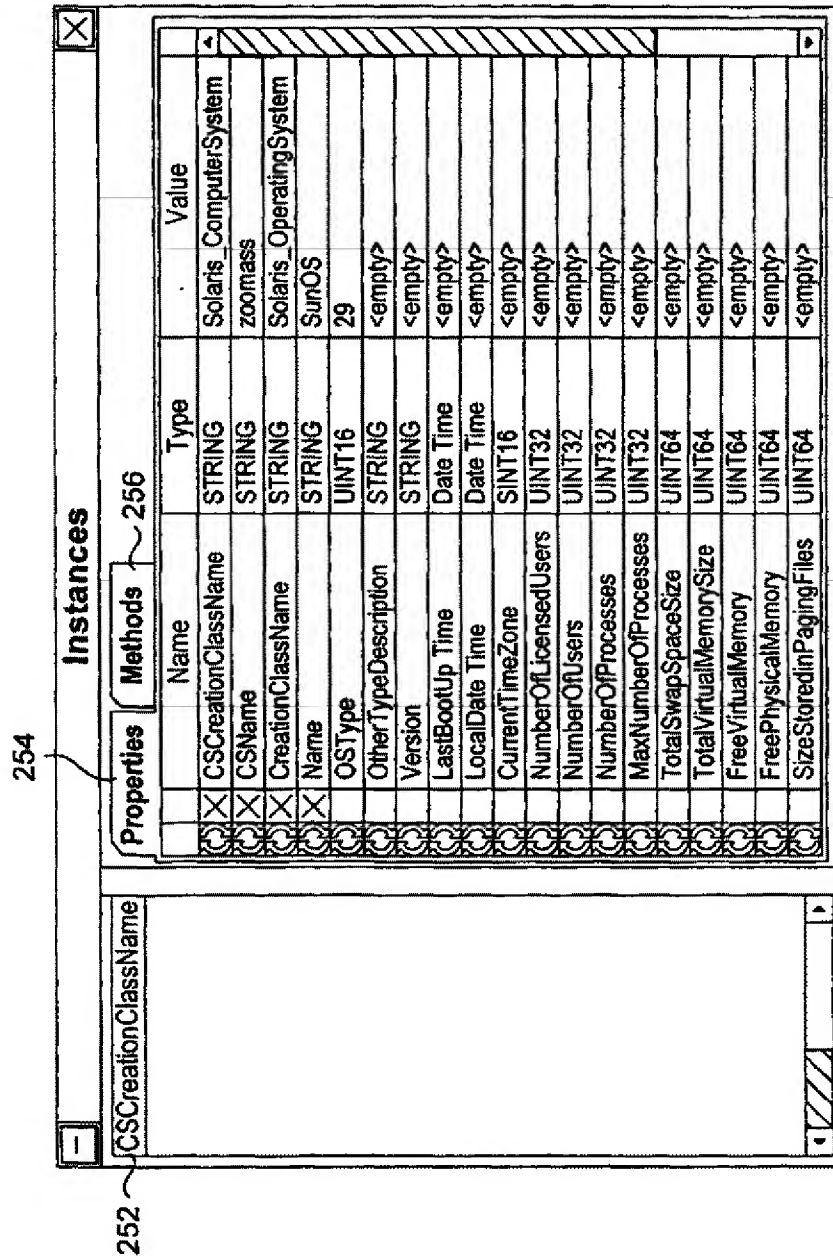 Instances
252
CSCreationClassName
254
Properties
Methods
256
Name Type Value
CSCreationClassName STRING Solaris_ComputerSystem
CSName STRING zoomass
CreationClassName STRING Solaris_OperatingSystem
Name STRING SunOS
OSType UINT16 29
OtherTypeDescription STRING <empty>
Version STRING <empty>
LastBootUp Time Date Time <empty>
LocalDate Time Date Time <empty>
CurrentTimeZone SINT16 <empty>
NumberOfLicensedUsers UINT32 <empty>
NumberOfUsers UINT32 <empty>
NumberOfProcesses UINT32 <empty>
MaxNumberOfProcesses UINT32 <empty>
TotalSwapSpaceSize UINT64 <empty>
TotalVirtualMemorySize UINT64 <empty>
FreeVirtualMemory UINT64 <empty>
FreePhysicalMemory UINT64 <empty>
SizeStoredinPagingFiles UINT64 <empty>